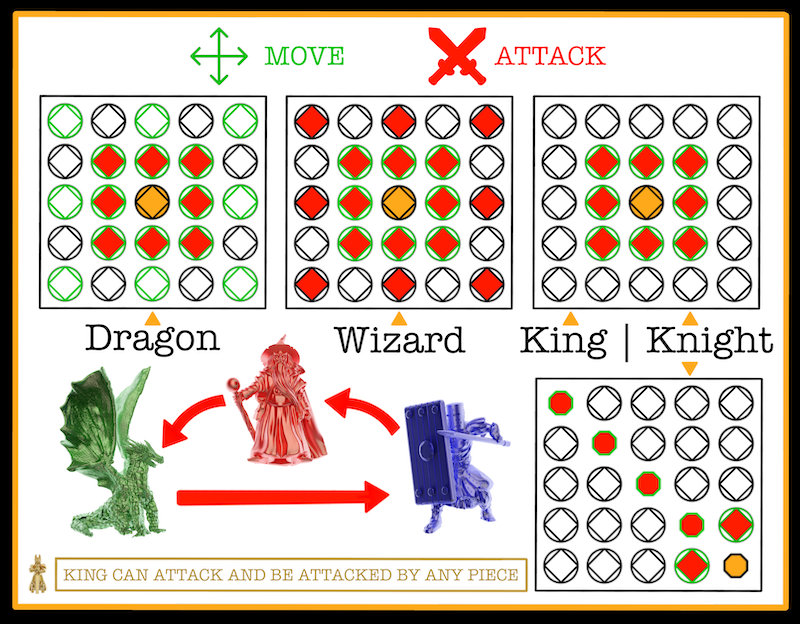 MOVE
ATTACK
Dragon
Wizard
King | Knight
KING CAN ATTACK AND BE ATTACKED BY ANY PIECE